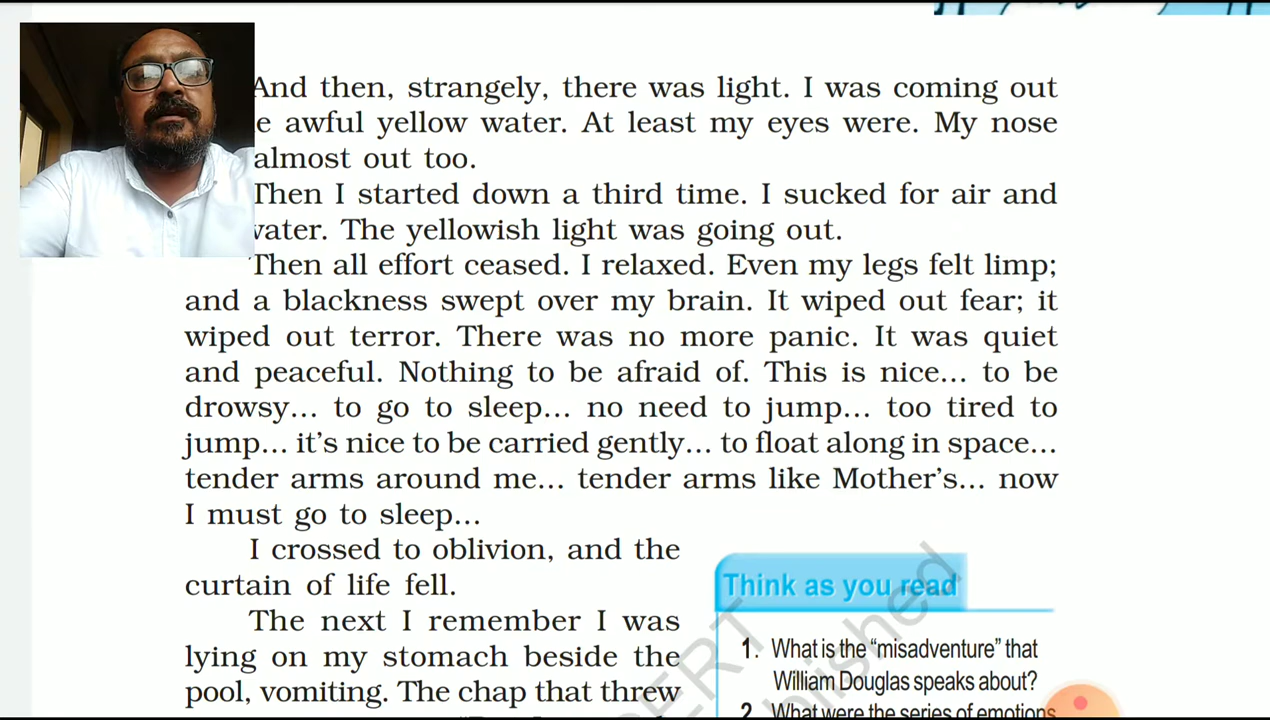 And then, strangely, there was light. I was coming out
e awful yellow water. At least my eyes were. My nose
almost out too.
Then I started down a third time. I sucked for air and
water. The yellowish light was going out.
Then all effort ceased. I relaxed. Even my legs felt limp;
and a blackness swept over my brain. It wiped out fear; it
wiped out terror. There was no more panic. It was quiet
and peaceful. Nothing to be afraid of. This is nice... to be
drowsy... to go to sleep... no need to jump... too tired to
jump... it's nice to be carried gently... to float along in space...
tender arms around me... tender arms like Mother's... now
I must go to sleep...
I crossed to oblivion, and the
curtain of life fell.
The next I remember I was
lying on my stomach beside the
pool, vomiting. The chap that threw
Think as you read
1. What is the “misadventure” that
William Douglas speaks about?
2. What were the series of emotions